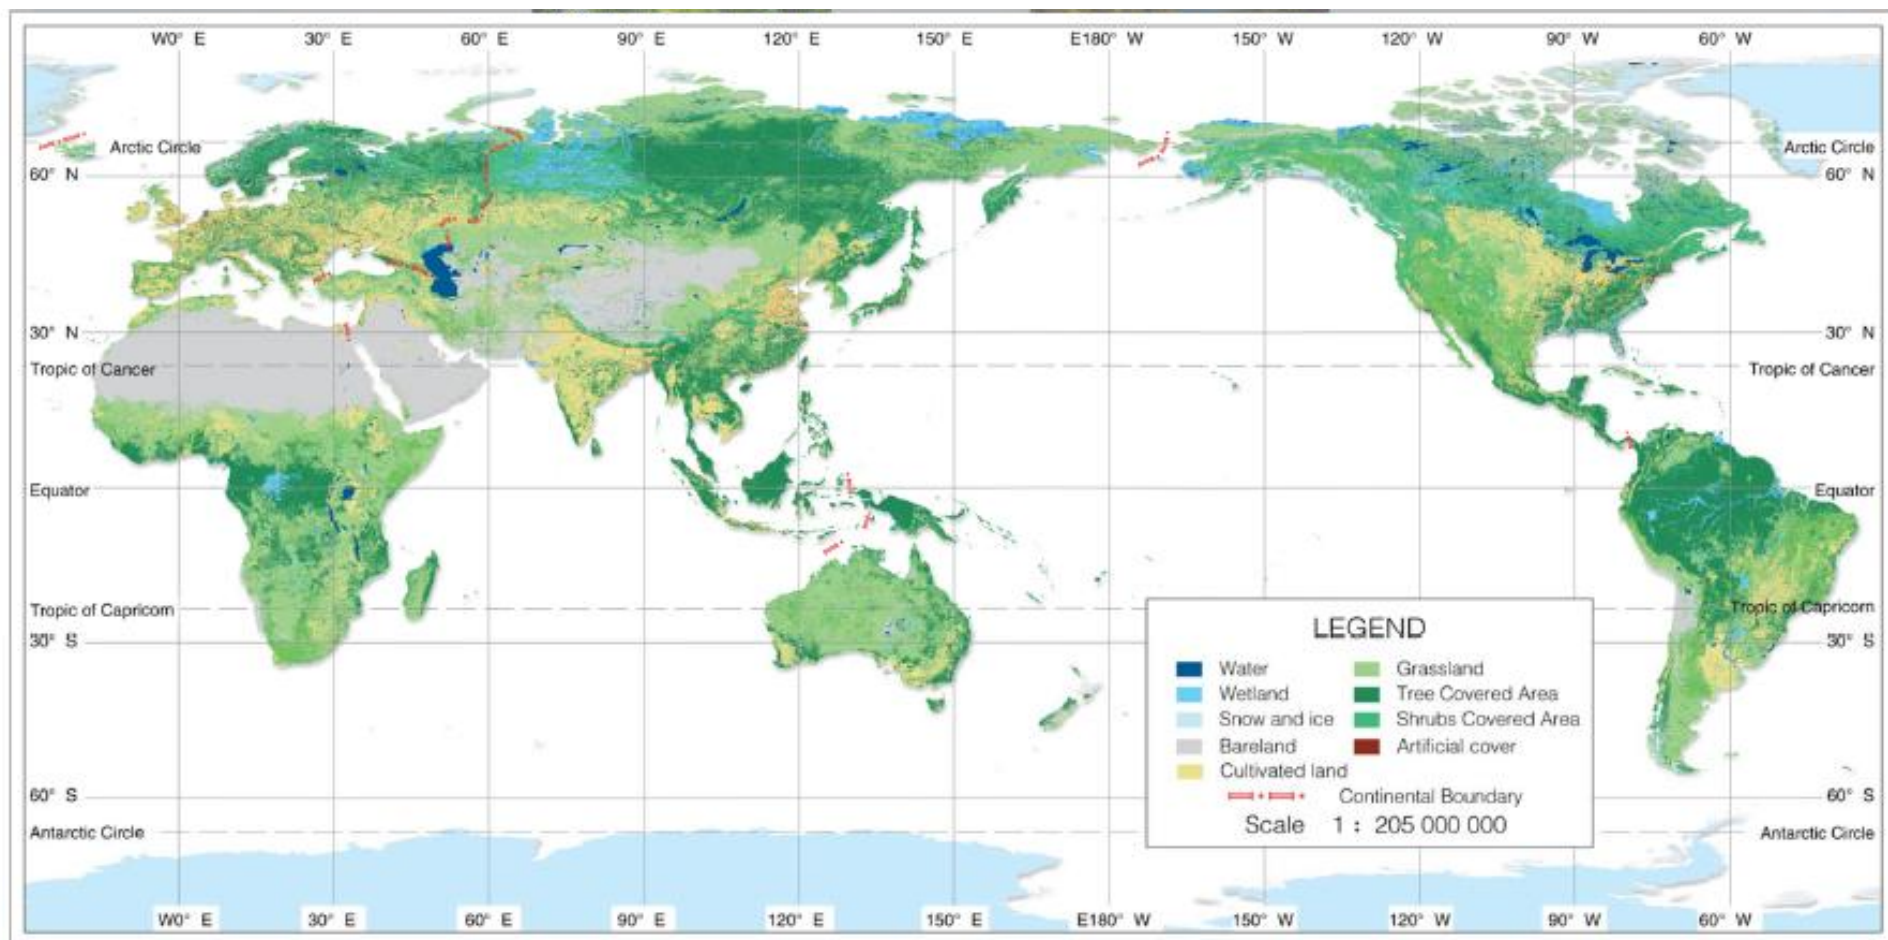 W0° E 30° E 60° E 90° E 120° E 150° E E180° W 150° W 120° W 90° W 60° W
Arctic Circle Arctic Circle
60° N 60° N
30° N 30° N
Tropic of Cancer Tropic of Cancer
Equator Equator
Tropic of Capricorn Tropic of Capricorn
30° S 30° S
LEGEND
Water Grassland
Wetland Tree Covered Area
Snow and ice Shrubs Covered Area
Bareland Artificial cover
Cultivated land
Continental Boundary
Scale 1 : 205 000 000
60° S 60° S
Antarctic Circle Antarctic Circle
W0° E 30° E 60° E 90° E 120° E 150° E E180° W 150° W 120° W 90° W 60° W